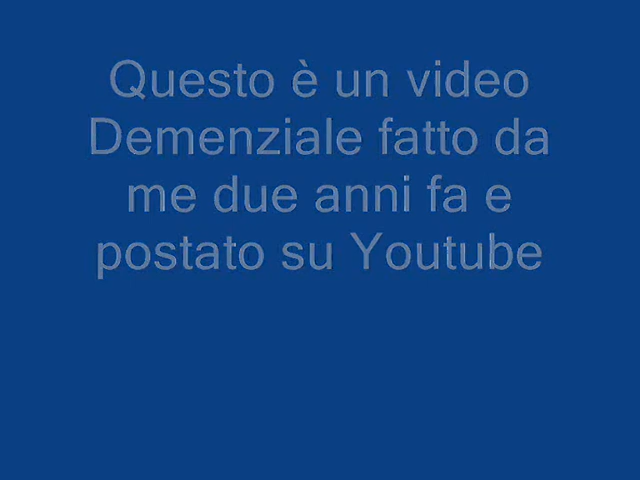 Questo è un video
Demenziale fatto da
me due anni fa e
postato su Youtube